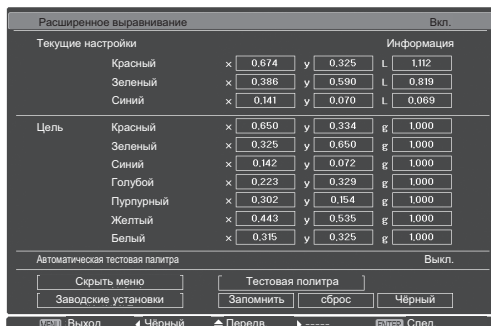 Расширенное выравнивание Вкл.
Текущие настройки Информация
Красный x 0,674 y 0,325 L 1,112
Зеленый x 0,386 y 0,590 L 0,819
Синий x 0,141 y 0,070 L 0,069
Цель Красный x 0,650 y 0,334 g 1,000
Зеленый x 0,325 y 0,650 g 1,000
Синий x 0,142 y 0,072 g 1,000
Голубой x 0,223 y 0,329 g 1,000
Пурпурный x 0,302 y 0,154 g 1,000
Желтый x 0,443 y 0,535 g 1,000
Белый x 0,315 y 0,325 g 1,000
Автоматическая тестовая палитра Выкл.
Скрыть меню Тестовая политра
Заводские установки Запомнить сброс Чёрный
MENU Выход Чёрный Передв. ----- ENTER След.